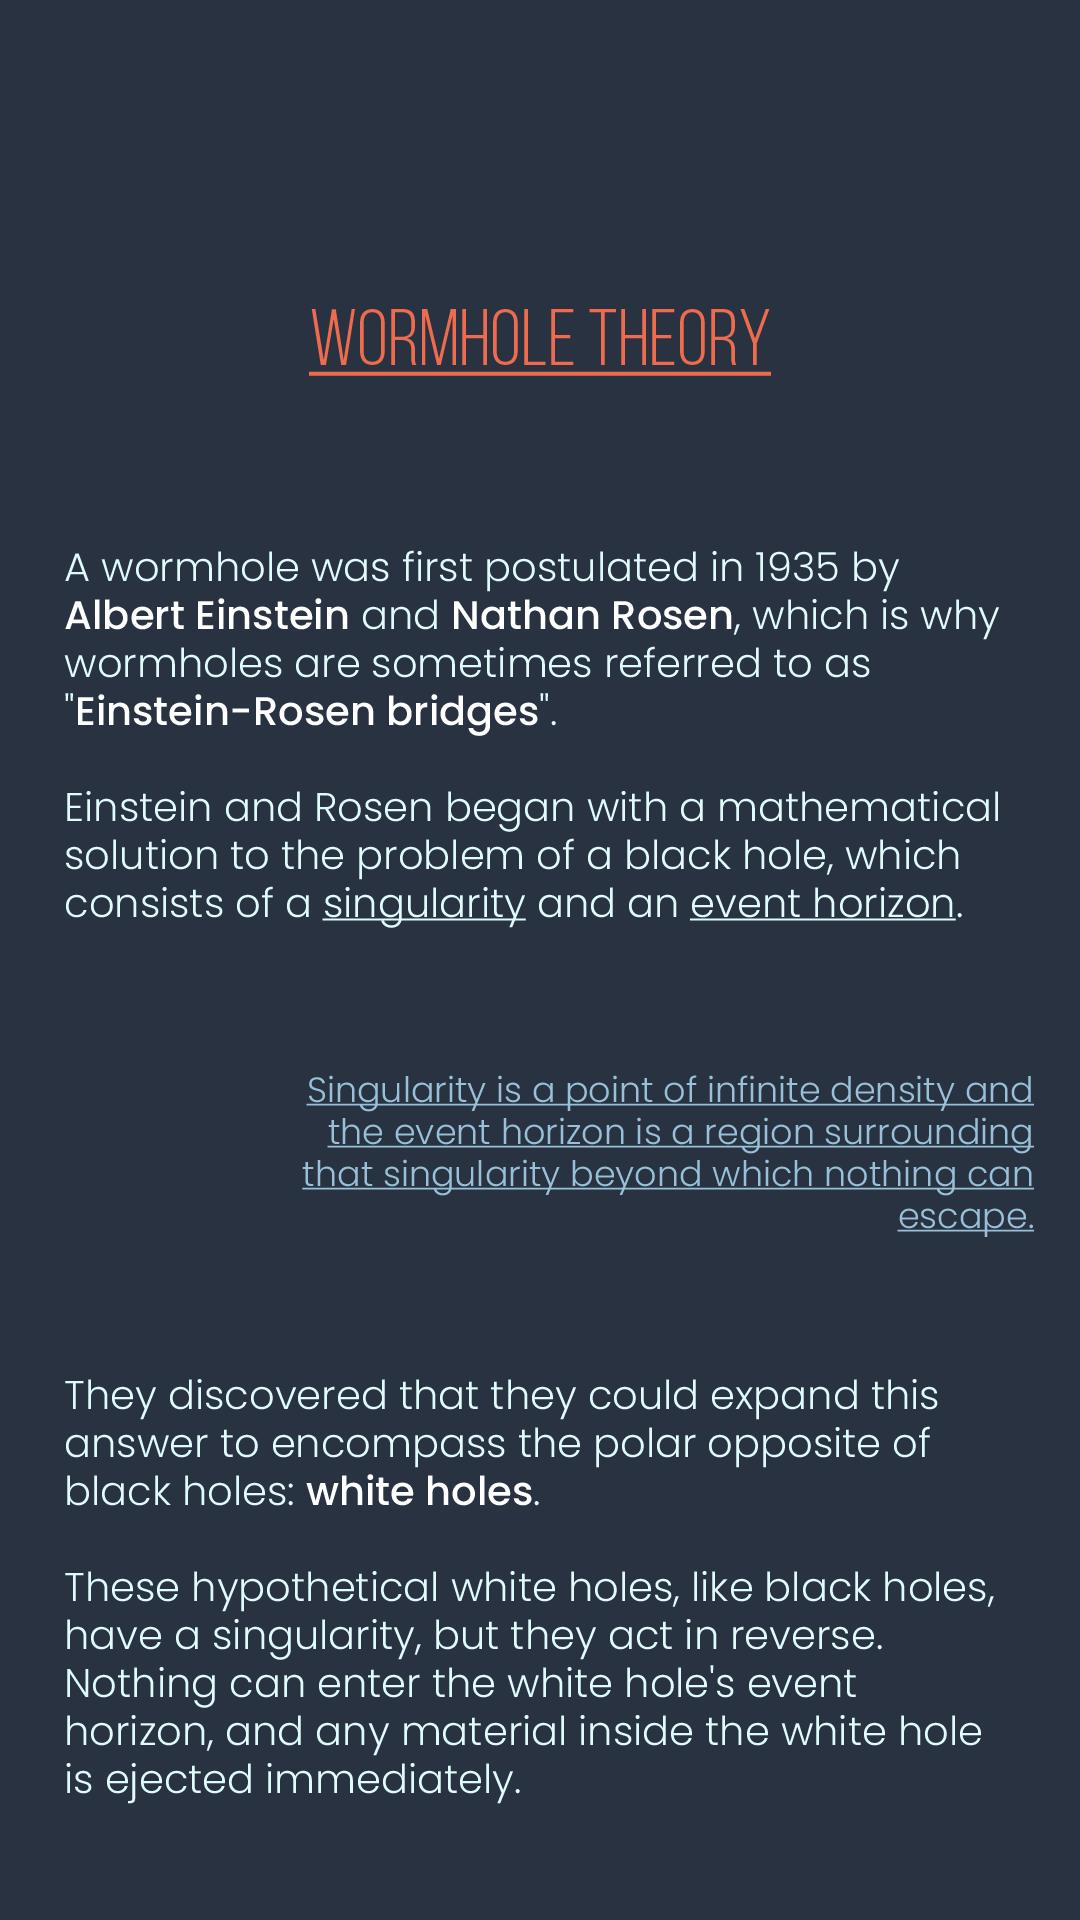 WORMHOLE THEORY
A wormhole was first postulated in 1935 by
Albert Einstein and Nathan Rosen, which is why
wormholes are sometimes referred to as
"Einstein-Rosen bridges".
Einstein and Rosen began with a mathematical
solution to the problem of a black hole, which
consists of a singularity and an event horizon.
Singularity is a point of infinite density and
the event horizon is a region surrounding
that singularity beyond which nothing can
escape.
They discovered that they could expand this
answer to encompass the polar opposite of
black holes: white holes.
These hypothetical white holes, like black holes,
have a singularity, but they act in reverse.
Nothing can enter the white hole's event
horizon, and any material inside the white hole
is ejected immediately.